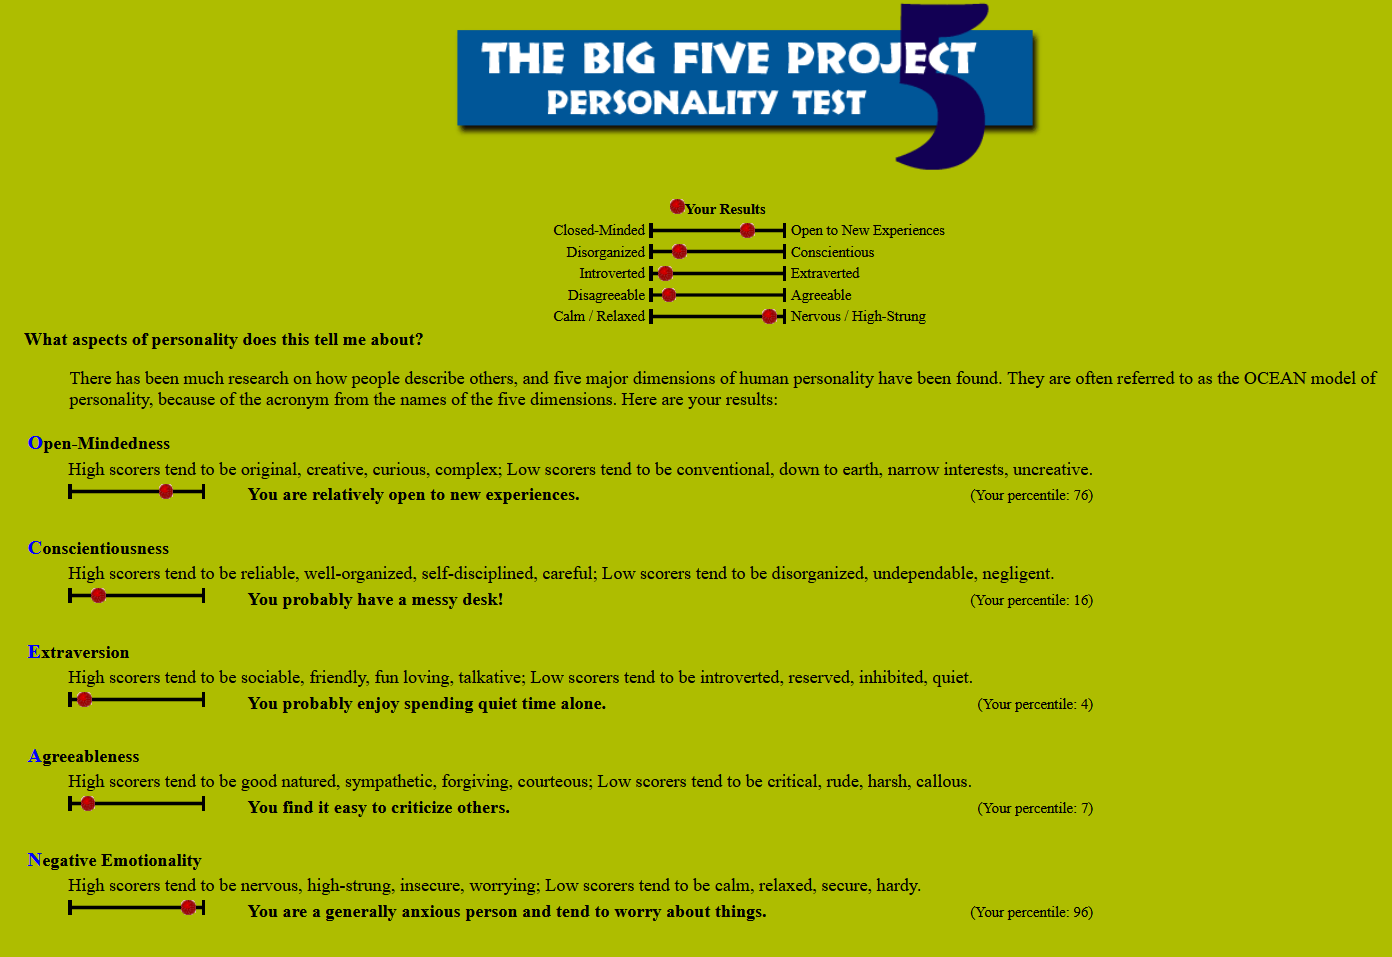 THE BIG FIVE PROJECT
5
PERSONALITY TEST
Your Results
Closed-Minded Open to New Experiences
Disorganized Conscientious
Introverted Extraverted
Disagreeable Agreeable
Calm / Relaxed Nervous / High-Strung
What aspects of personality does this tell me about?
There has been much research on how people describe others, and five major dimensions of human personality have been found. They are often referred to as the OCEAN model of
personality, because of the acronym from the names of the five dimensions. Here are your results:
Open-Mindedness
High scorers tend to be original, creative, curious, complex; Low scorers tend to be conventional, down to earth, narrow interests, uncreative.
You are relatively open to new experiences. (Your percentile: 76)
Conscientiousness
High scorers tend to be reliable, well-organized, self-disciplined, careful; Low scorers tend to be disorganized, undependable, negligent.
You probably have a messy desk! (Your percentile: 16)
Extraversion
High scorers tend to be sociable, friendly, fun loving, talkative; Low scorers tend to be introverted, reserved, inhibited, quiet.
You probably enjoy spending quiet time alone. (Your percentile: 4)
Agreeableness
High scorers tend to be good natured, sympathetic, forgiving, courteous; Low scorers tend to be critical, rude, harsh, callous.
You find it easy to criticize others. (Your percentile: 7)
Negative Emotionality
High scorers tend to be nervous, high-strung, insecure, worrying; Low scorers tend to be calm, relaxed, secure, hardy.
You are a generally anxious person and tend to worry about things. (Your percentile: 96)